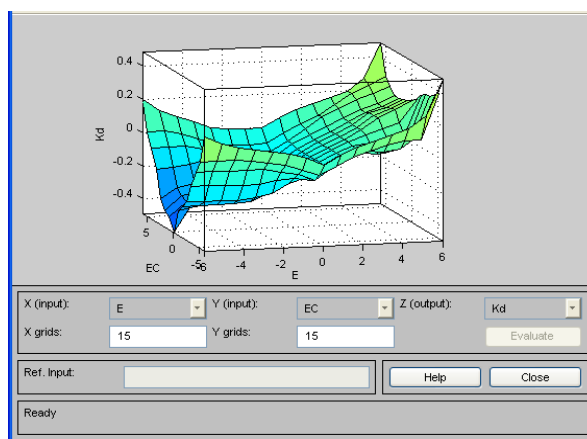 0.4
0.2
0
-0.2
-0.4
Kd
5
0
-5
EC
-6
-4
-2
0
2
4
6
E
X (input):
E
Y (input):
EC
Z (output):
Kd
X grids:
15
Y grids:
15
Evaluate
Ref. Input:
Help
Close
Ready